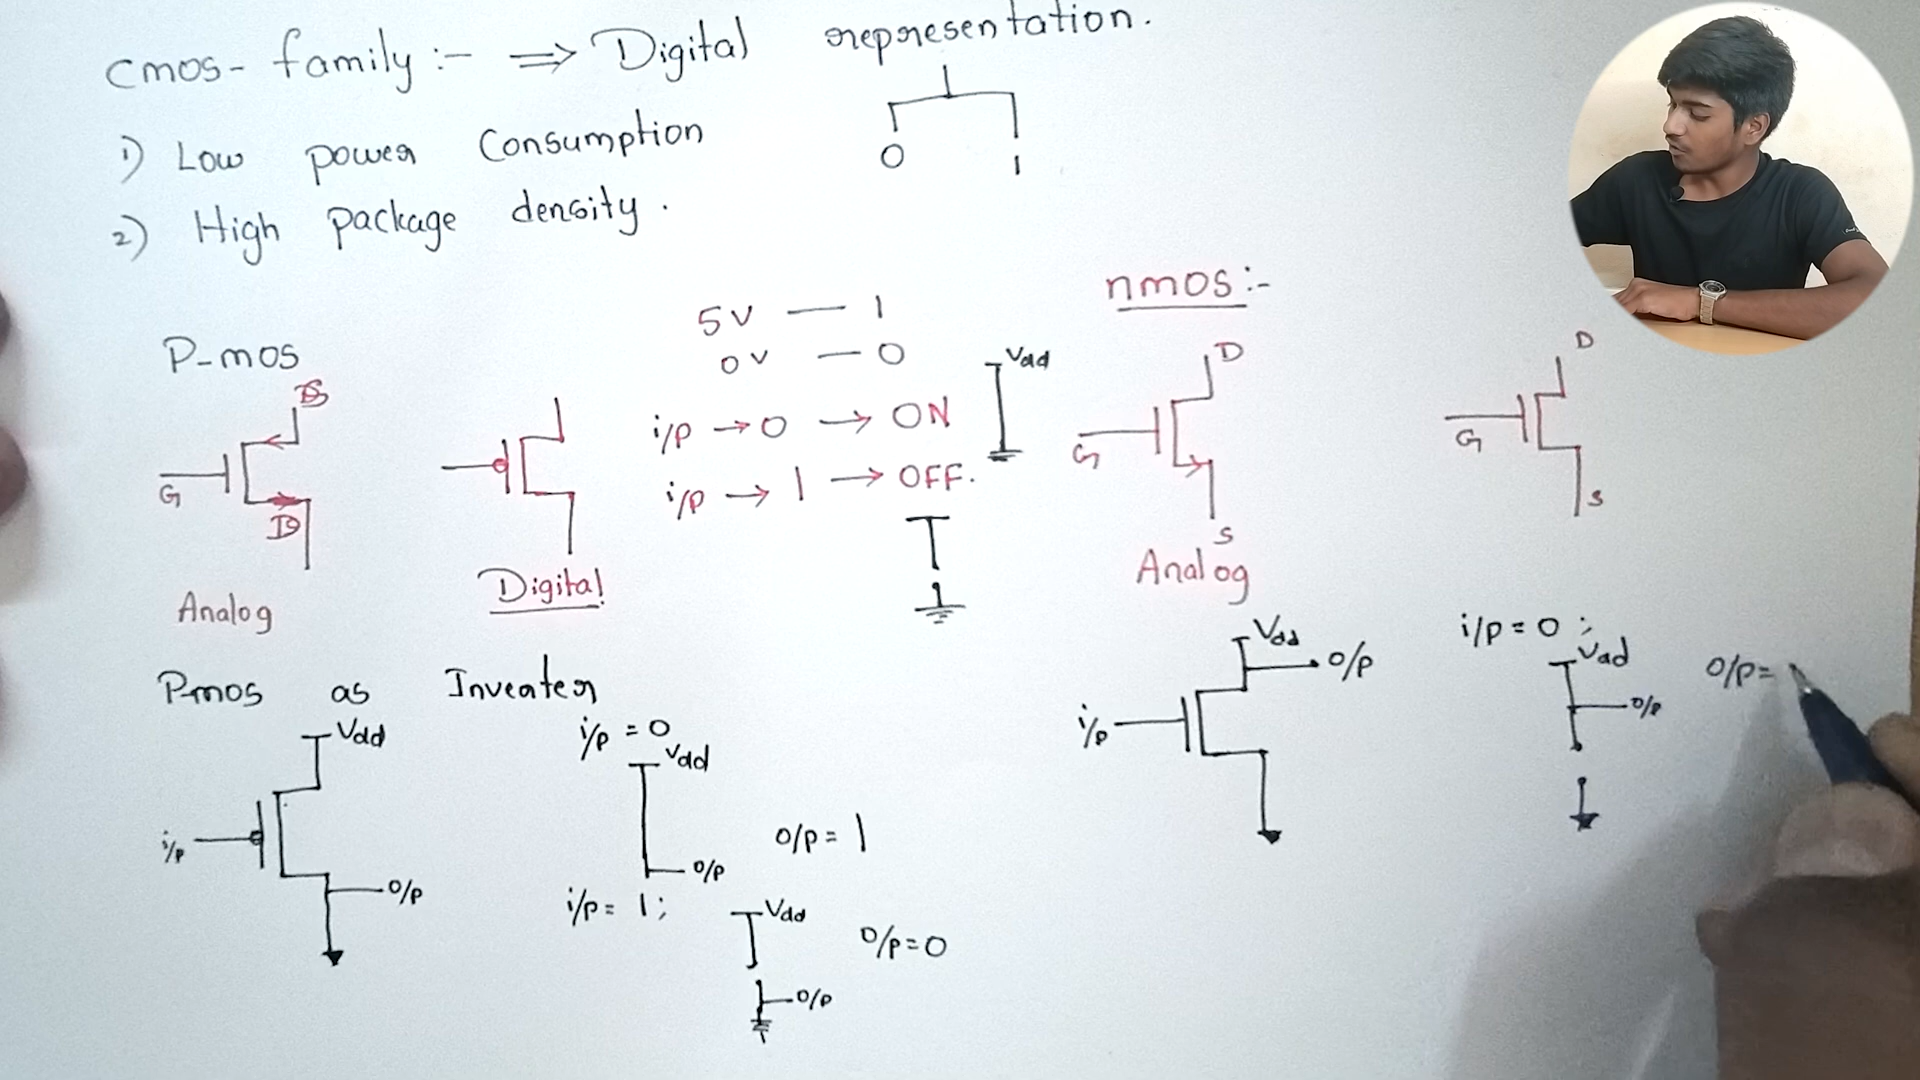 Cmos- family :- ⇒ Digital representation.
0 1
1) Low power Consumption
2) High package density.
P-mos
S
G
D
Analog
Digital
5V — 1
0V — 0
i/p → 0 → ON
i/p → 1 → OFF.
Vdd
nmos:-
D
G
S
Analog
D
G
S
Pmos as Inverter
Vdd
i/p
o/p
i/p = 0
Vdd
o/p
o/p = 1
i/p = 1;
Vdd
o/p
o/p = 0
Vdd
o/p
i/p
i/p = 0;
Vdd
o/p
o/p =